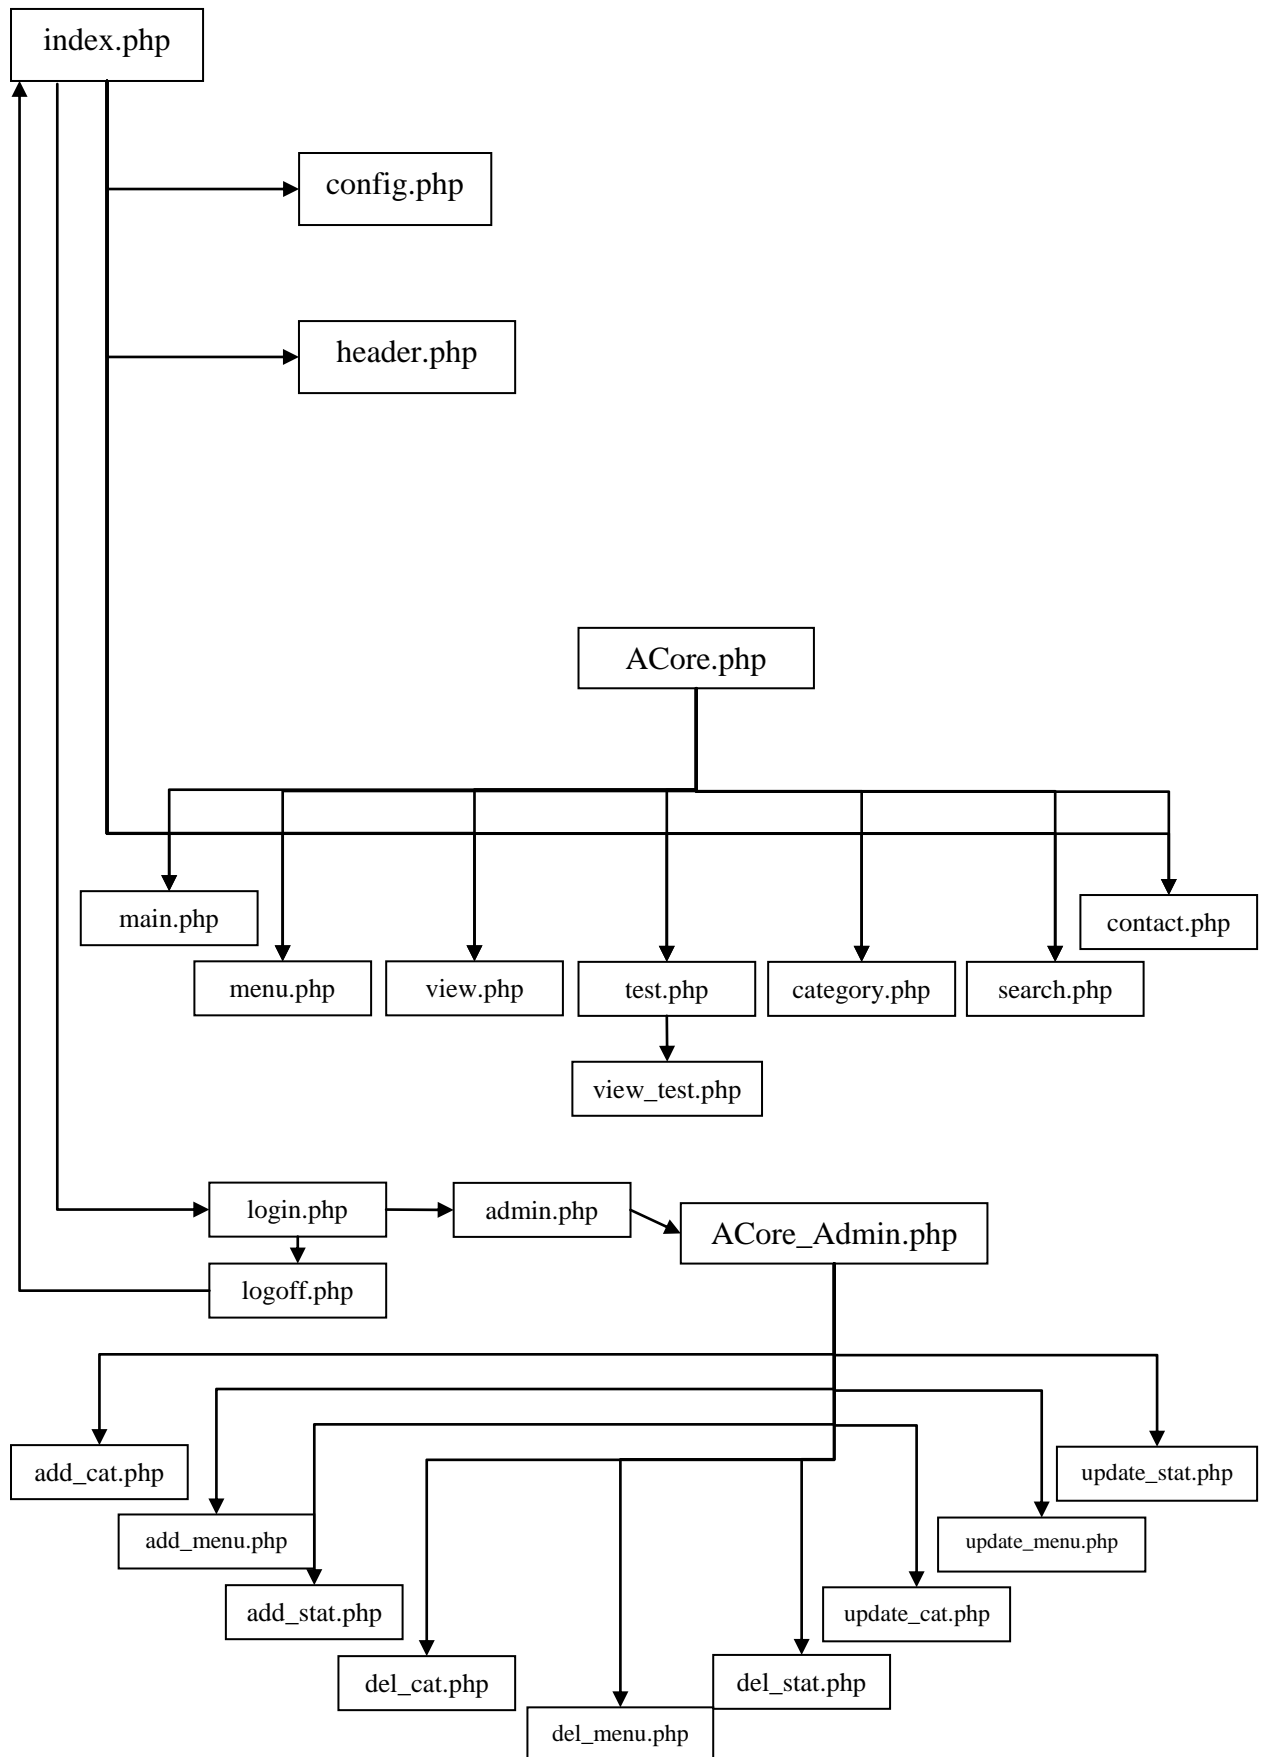 index.php
config.php
header.php
ACore.php
main.php
contact.php
menu.php
view.php
test.php
category.php
search.php
view_test.php
login.php
admin.php
ACore_Admin.php
logoff.php
add_cat.php
update_stat.php
add_menu.php
update_menu.php
add_stat.php
update_cat.php
del_cat.php
del_stat.php
del_menu.php